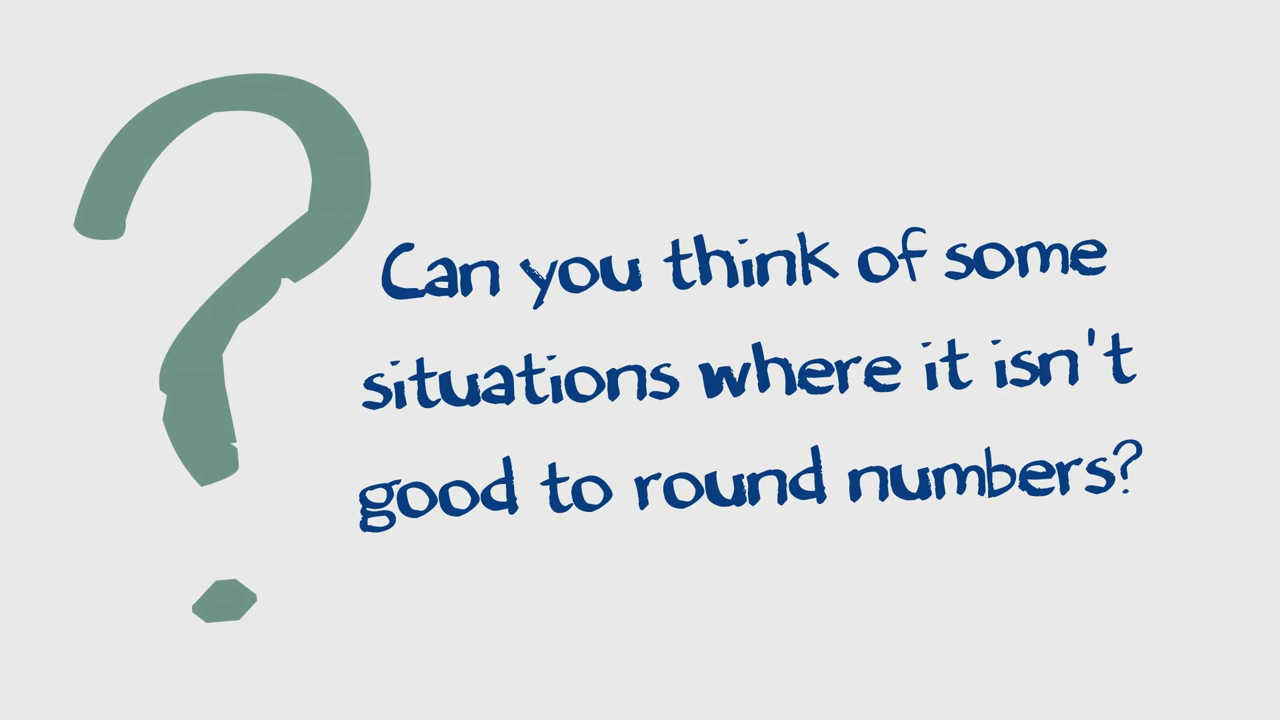 Can you think of some
situations where it isn't
good to round numbers?